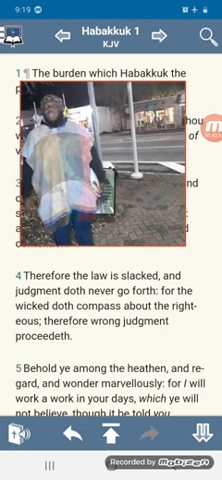 9:19
Habakkuk 1
KJV
1 ¶ The burden which Habakkuk the
2
thou
of
3
nd
4 Therefore the law is slacked, and
judgment doth never go forth: for the
wicked doth compass about the right-
eous; therefore wrong judgment
proceedeth.
5 Behold ye among the heathen, and re-
gard, and wonder marvellously: for I will
work a work in your days, which ye will
not believe, though it be told you.
Recorded by mobizen